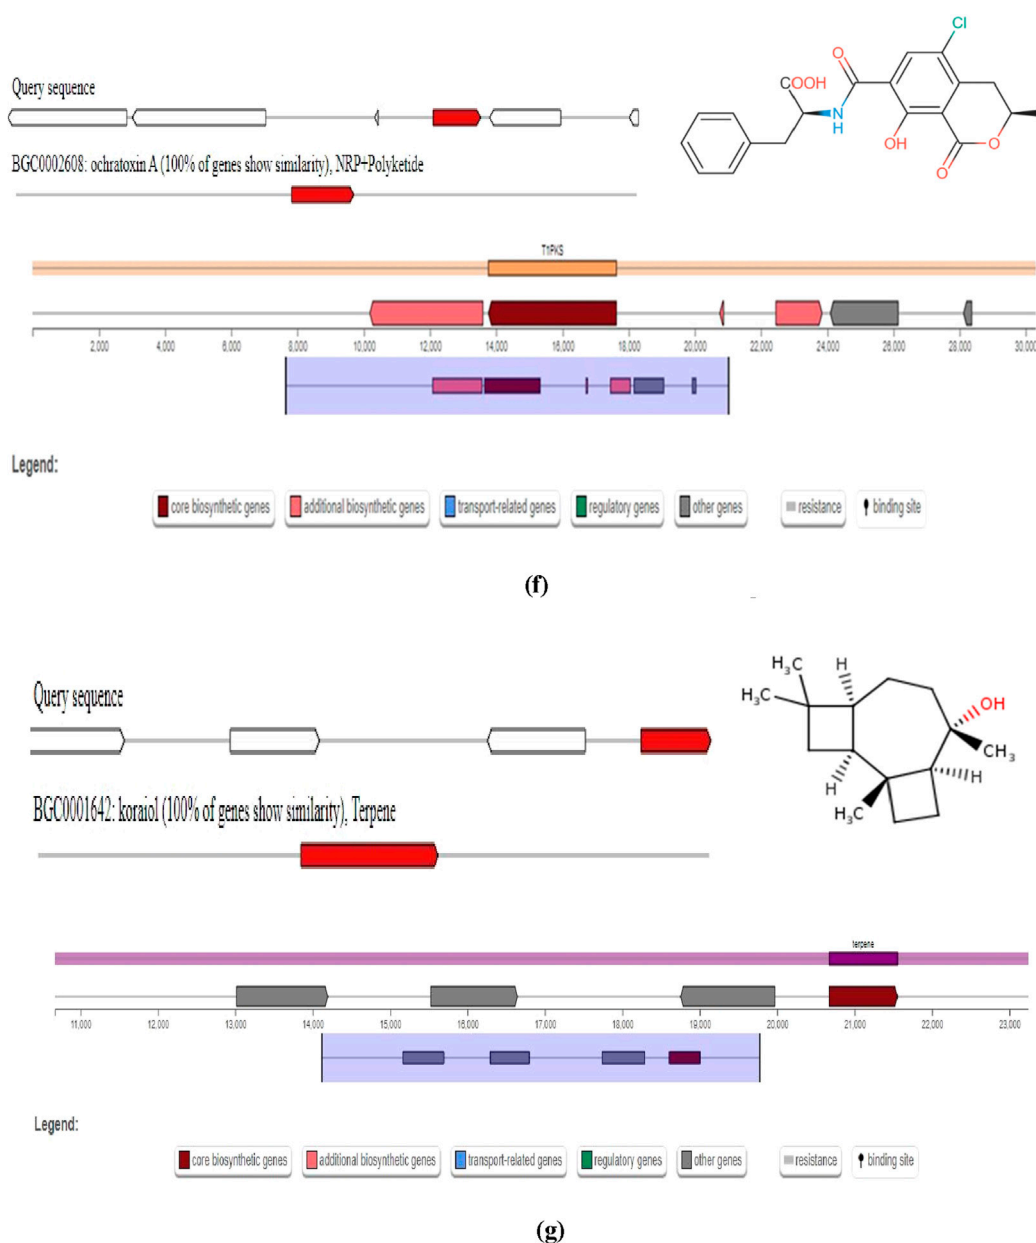 Cl
Query sequence
COOH
O
N
H
OH
O
O
BGC0002608: ochratoxin A (100% of genes show similarity), NRP+Polyketide
T1PKS
2,000 4,000 6,000 8,000 10,000 12,000 14,000 16,000 18,000 20,000 22,000 24,000 26,000 28,000 30,000
Legend:
core biosynthetic genes additional biosynthetic genes transport-related genes regulatory genes other genes resistance binding site
(f)
H3C H
H3C
OH
CH3
H H
H3C
Query sequence
BGC0001642: koraiol (100% of genes show similarity), Terpene
terpene
11,000 12,000 13,000 14,000 15,000 16,000 17,000 18,000 19,000 20,000 21,000 22,000 23,000
Legend:
core biosynthetic genes additional biosynthetic genes transport-related genes regulatory genes other genes resistance binding site
(g)